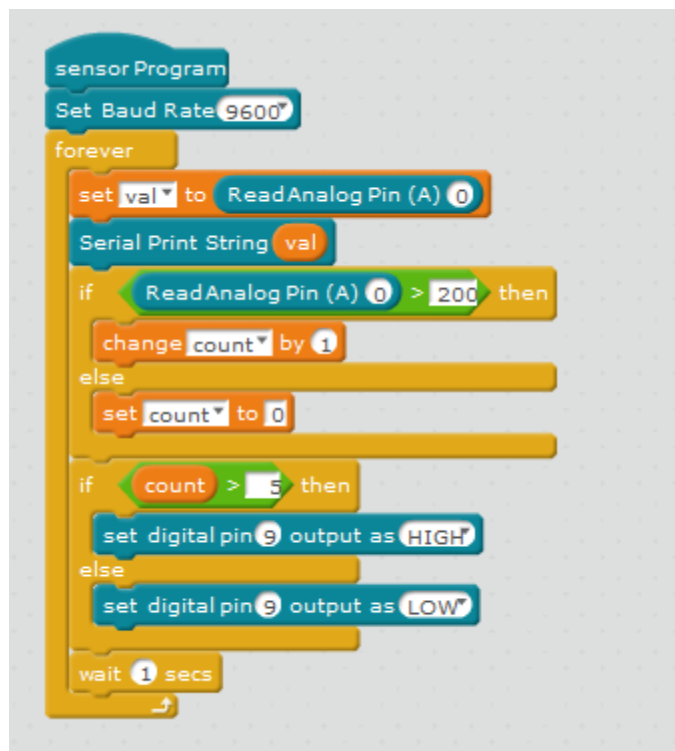 sensor Program
Set Baud Rate 9600
forever
set val to Read Analog Pin (A) 0
Serial Print String val
if Read Analog Pin (A) 0 > 200 then
change count by 1
else
set count to 0
if count > 5 then
set digital pin 9 output as HIGH
else
set digital pin 9 output as LOW
wait 1 secs